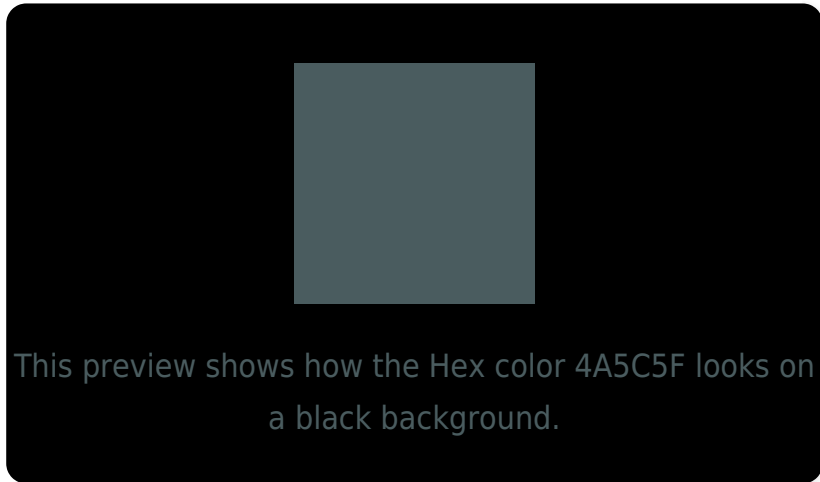 This preview shows how the Hex color 4A5C5F looks on
a black background.